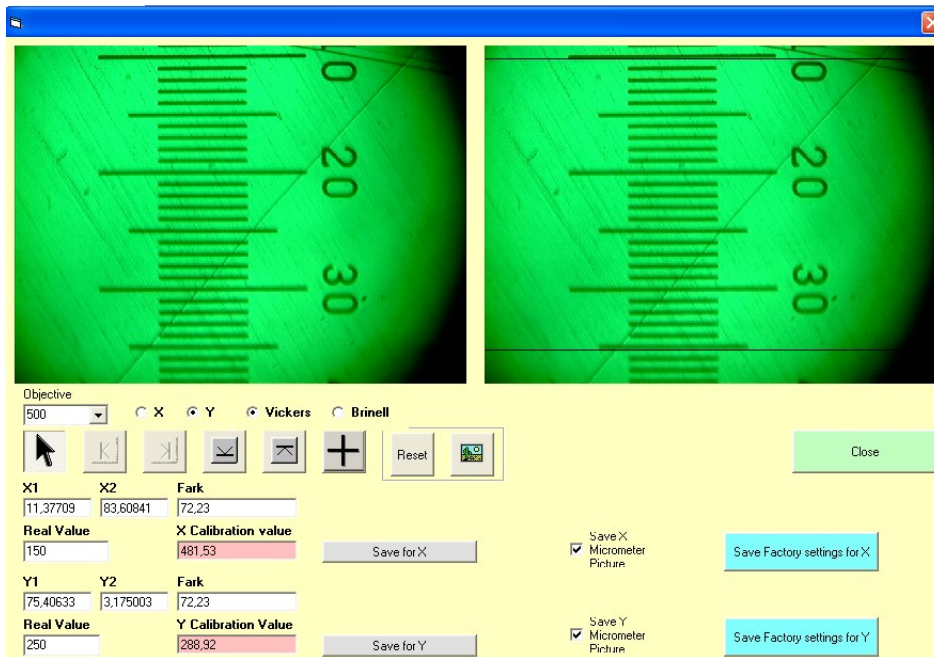 10
20
30
10
20
30
Objective
500
X Y Vickers Brinell
Reset
Close
X1 X2 Fark
11,37709 83,60841 72,23
Real Value X Calibration value
150 481,53
Save for X
Save X
Micrometer
Picture
Save Factory settings for X
Y1 Y2 Fark
75,40633 3,175003 72,23
Real Value Y Calibration Value
250 288,92
Save for Y
Save Y
Micrometer
Picture
Save Factory settings for Y